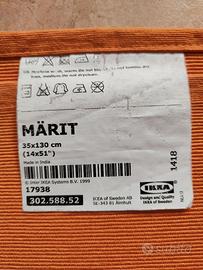 MÄRIT
35x130 cm
(14x51")
Made in India
© Inter IKEA Systems B.V. 1999
17938
302.588.52
IKEA of Sweden AB
SE-343 81 Älmhult
1418
IKEA
Design and Quality
IKEA of Sweden
subito